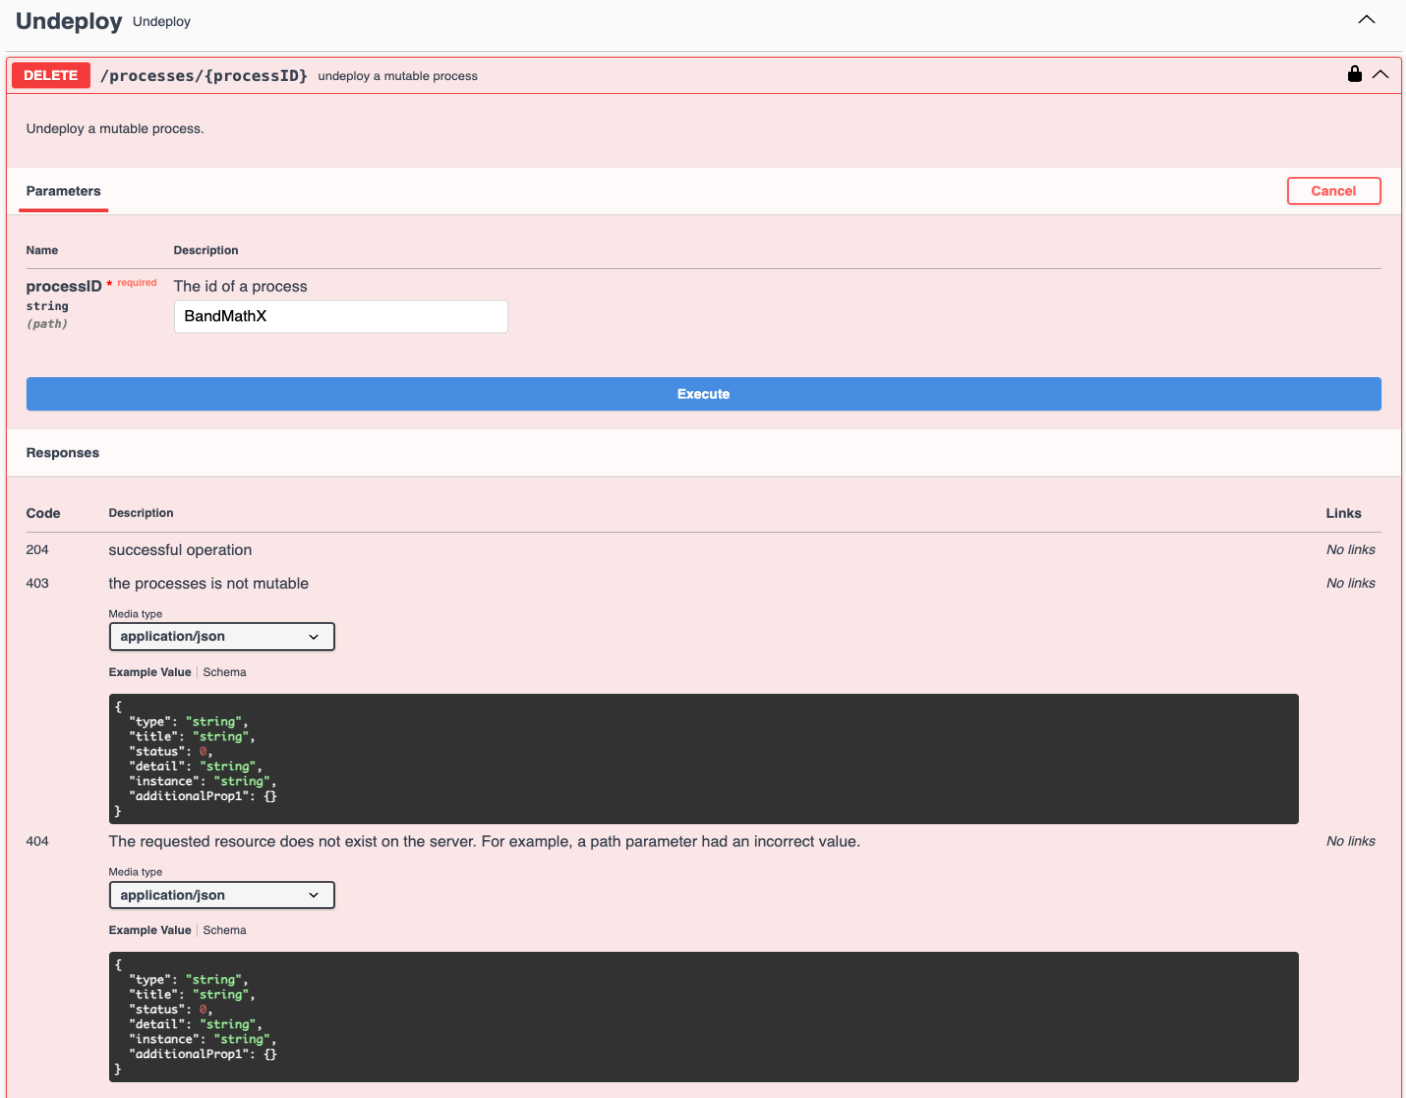 Undeploy Undeploy
DELETE /processes/{processID} undeploy a mutable process
Undeploy a mutable process.
Parameters Cancel
Name Description
processID * required The id of a process
string
(path)
BandMathX
Execute
Responses
Code Description Links
204 successful operation No links
403 the processes is not mutable No links
Media type
application/json
Example Value | Schema
{
  "type": "string",
  "title": "string",
  "status": 0,
  "detail": "string",
  "instance": "string",
  "additionalProp1": {}
}
404 The requested resource does not exist on the server. For example, a path parameter had an incorrect value. No links
Media type
application/json
Example Value | Schema
{
  "type": "string",
  "title": "string",
  "status": 0,
  "detail": "string",
  "instance": "string",
  "additionalProp1": {}
}